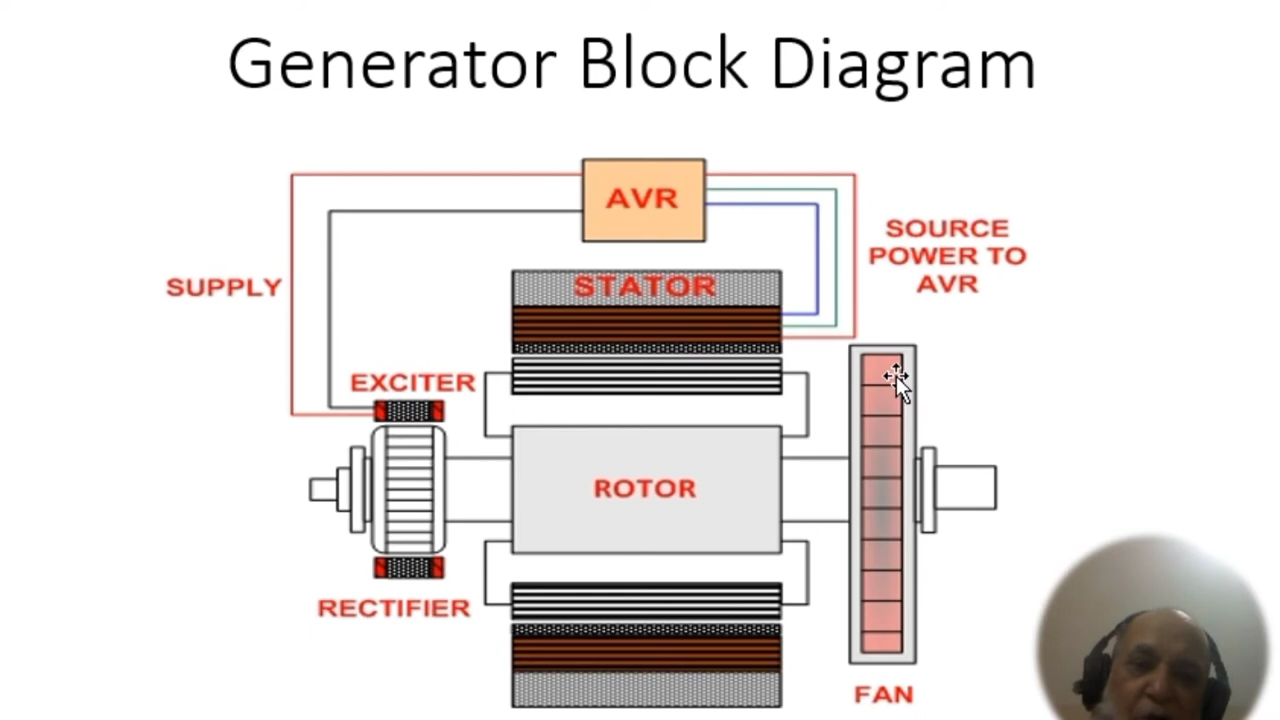 Generator Block Diagram
AVR
SOURCE
POWER TO
AVR
SUPPLY
STATOR
EXCITER
ROTOR
RECTIFIER
FAN